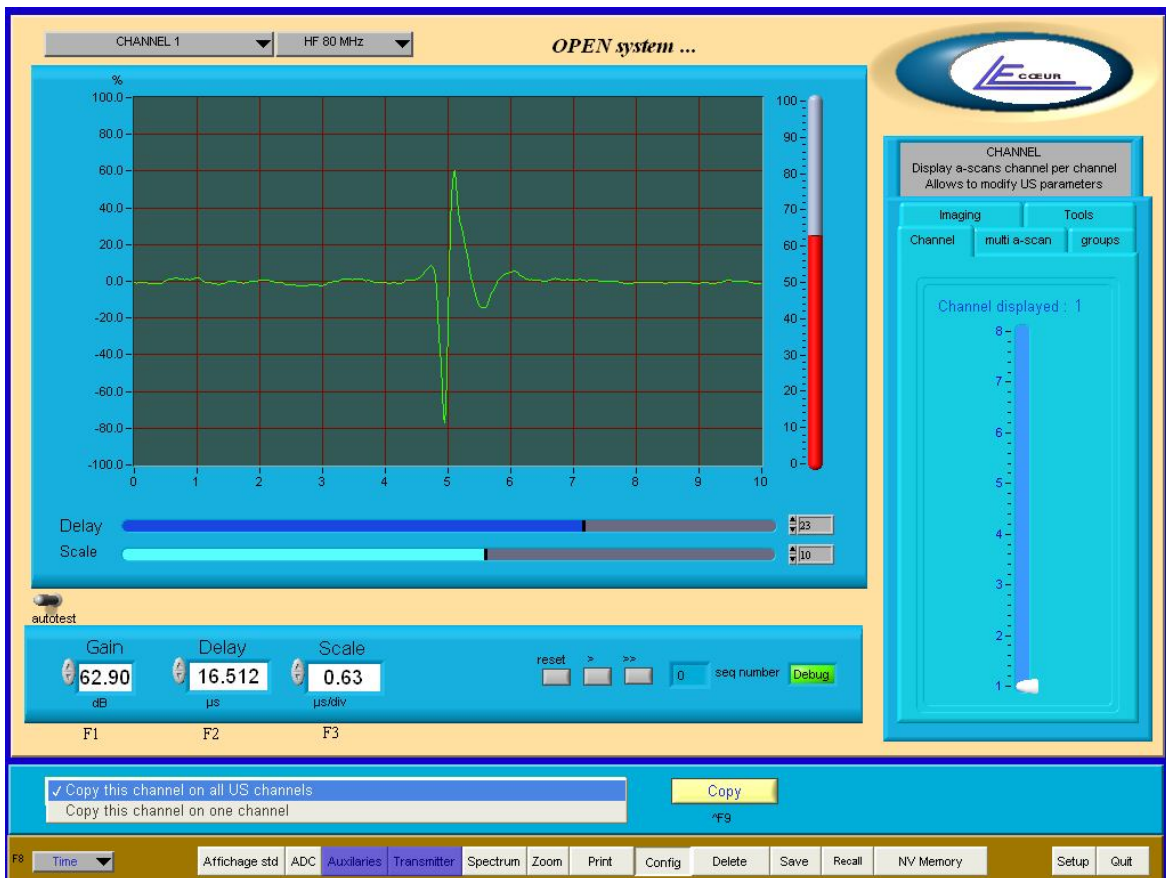 CHANNEL 1
HF 80 MHz
OPEN system ...
LE CŒUR
%
100.0
80.0
60.0
40.0
20.0
0.0
-20.0
-40.0
-60.0
-80.0
-100.0
0 1 2 3 4 5 6 7 8 9 10
100
90
80
70
60
50
40
30
20
10
0
Delay 23
Scale 10
autotest
Gain Delay Scale
62.90 16.512 0.63
dB µs µs/div
F1 F2 F3
reset > >> 0 seq number Debug
CHANNEL
Display a-scans channel per channel
Allows to modify US parameters
Imaging Tools
Channel multi a-scan groups
Channel displayed : 1
8
7
6
5
4
3
2
1
✓ Copy this channel on all US channels
Copy this channel on one channel
Copy
^F9
F8 Time Affichage std ADC Auxilaries Transmitter Spectrum Zoom Print Config Delete Save Recall NV Memory Setup Quit